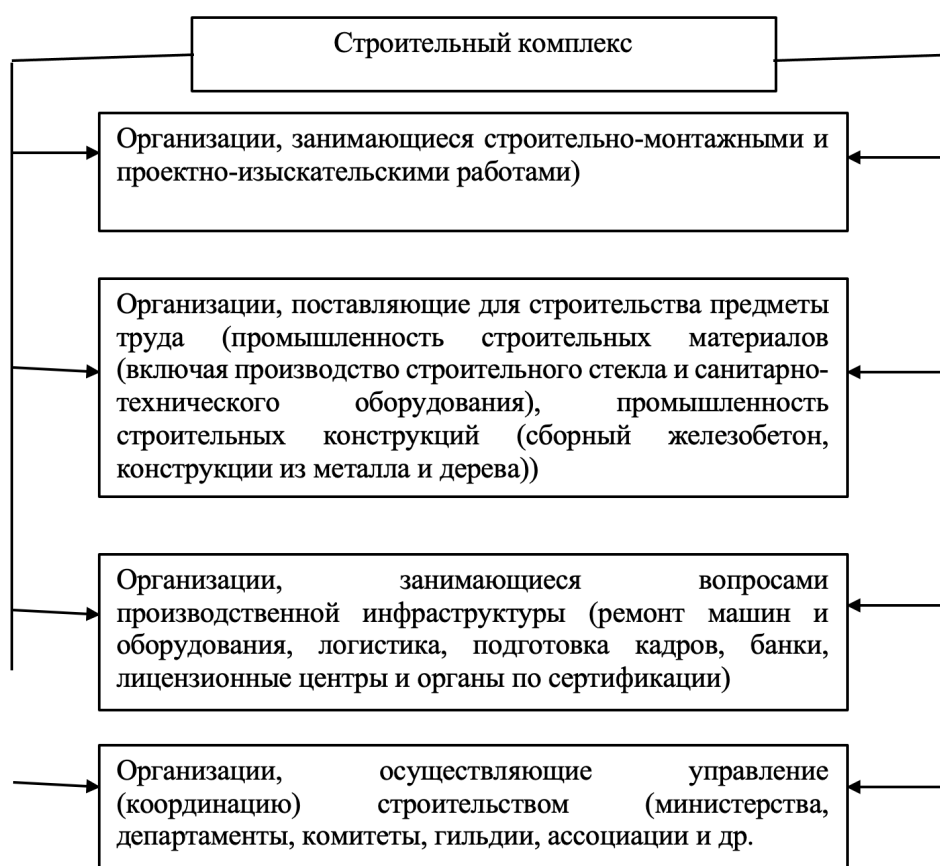 Строительный комплекс
Организации, занимающиеся строительно-монтажными и
проектно-изыскательскими работами)
Организации, поставляющие для строительства предметы
труда (промышленность строительных материалов
(включая производство строительного стекла и санитарно-
технического оборудования), промышленность
строительных конструкций (сборный железобетон,
конструкции из металла и дерева))
Организации, занимающиеся вопросами
производственной инфраструктуры (ремонт машин и
оборудования, логистика, подготовка кадров, банки,
лицензионные центры и органы по сертификации)
Организации, осуществляющие управление
(координацию) строительством (министерства,
департаменты, комитеты, гильдии, ассоциации и др.